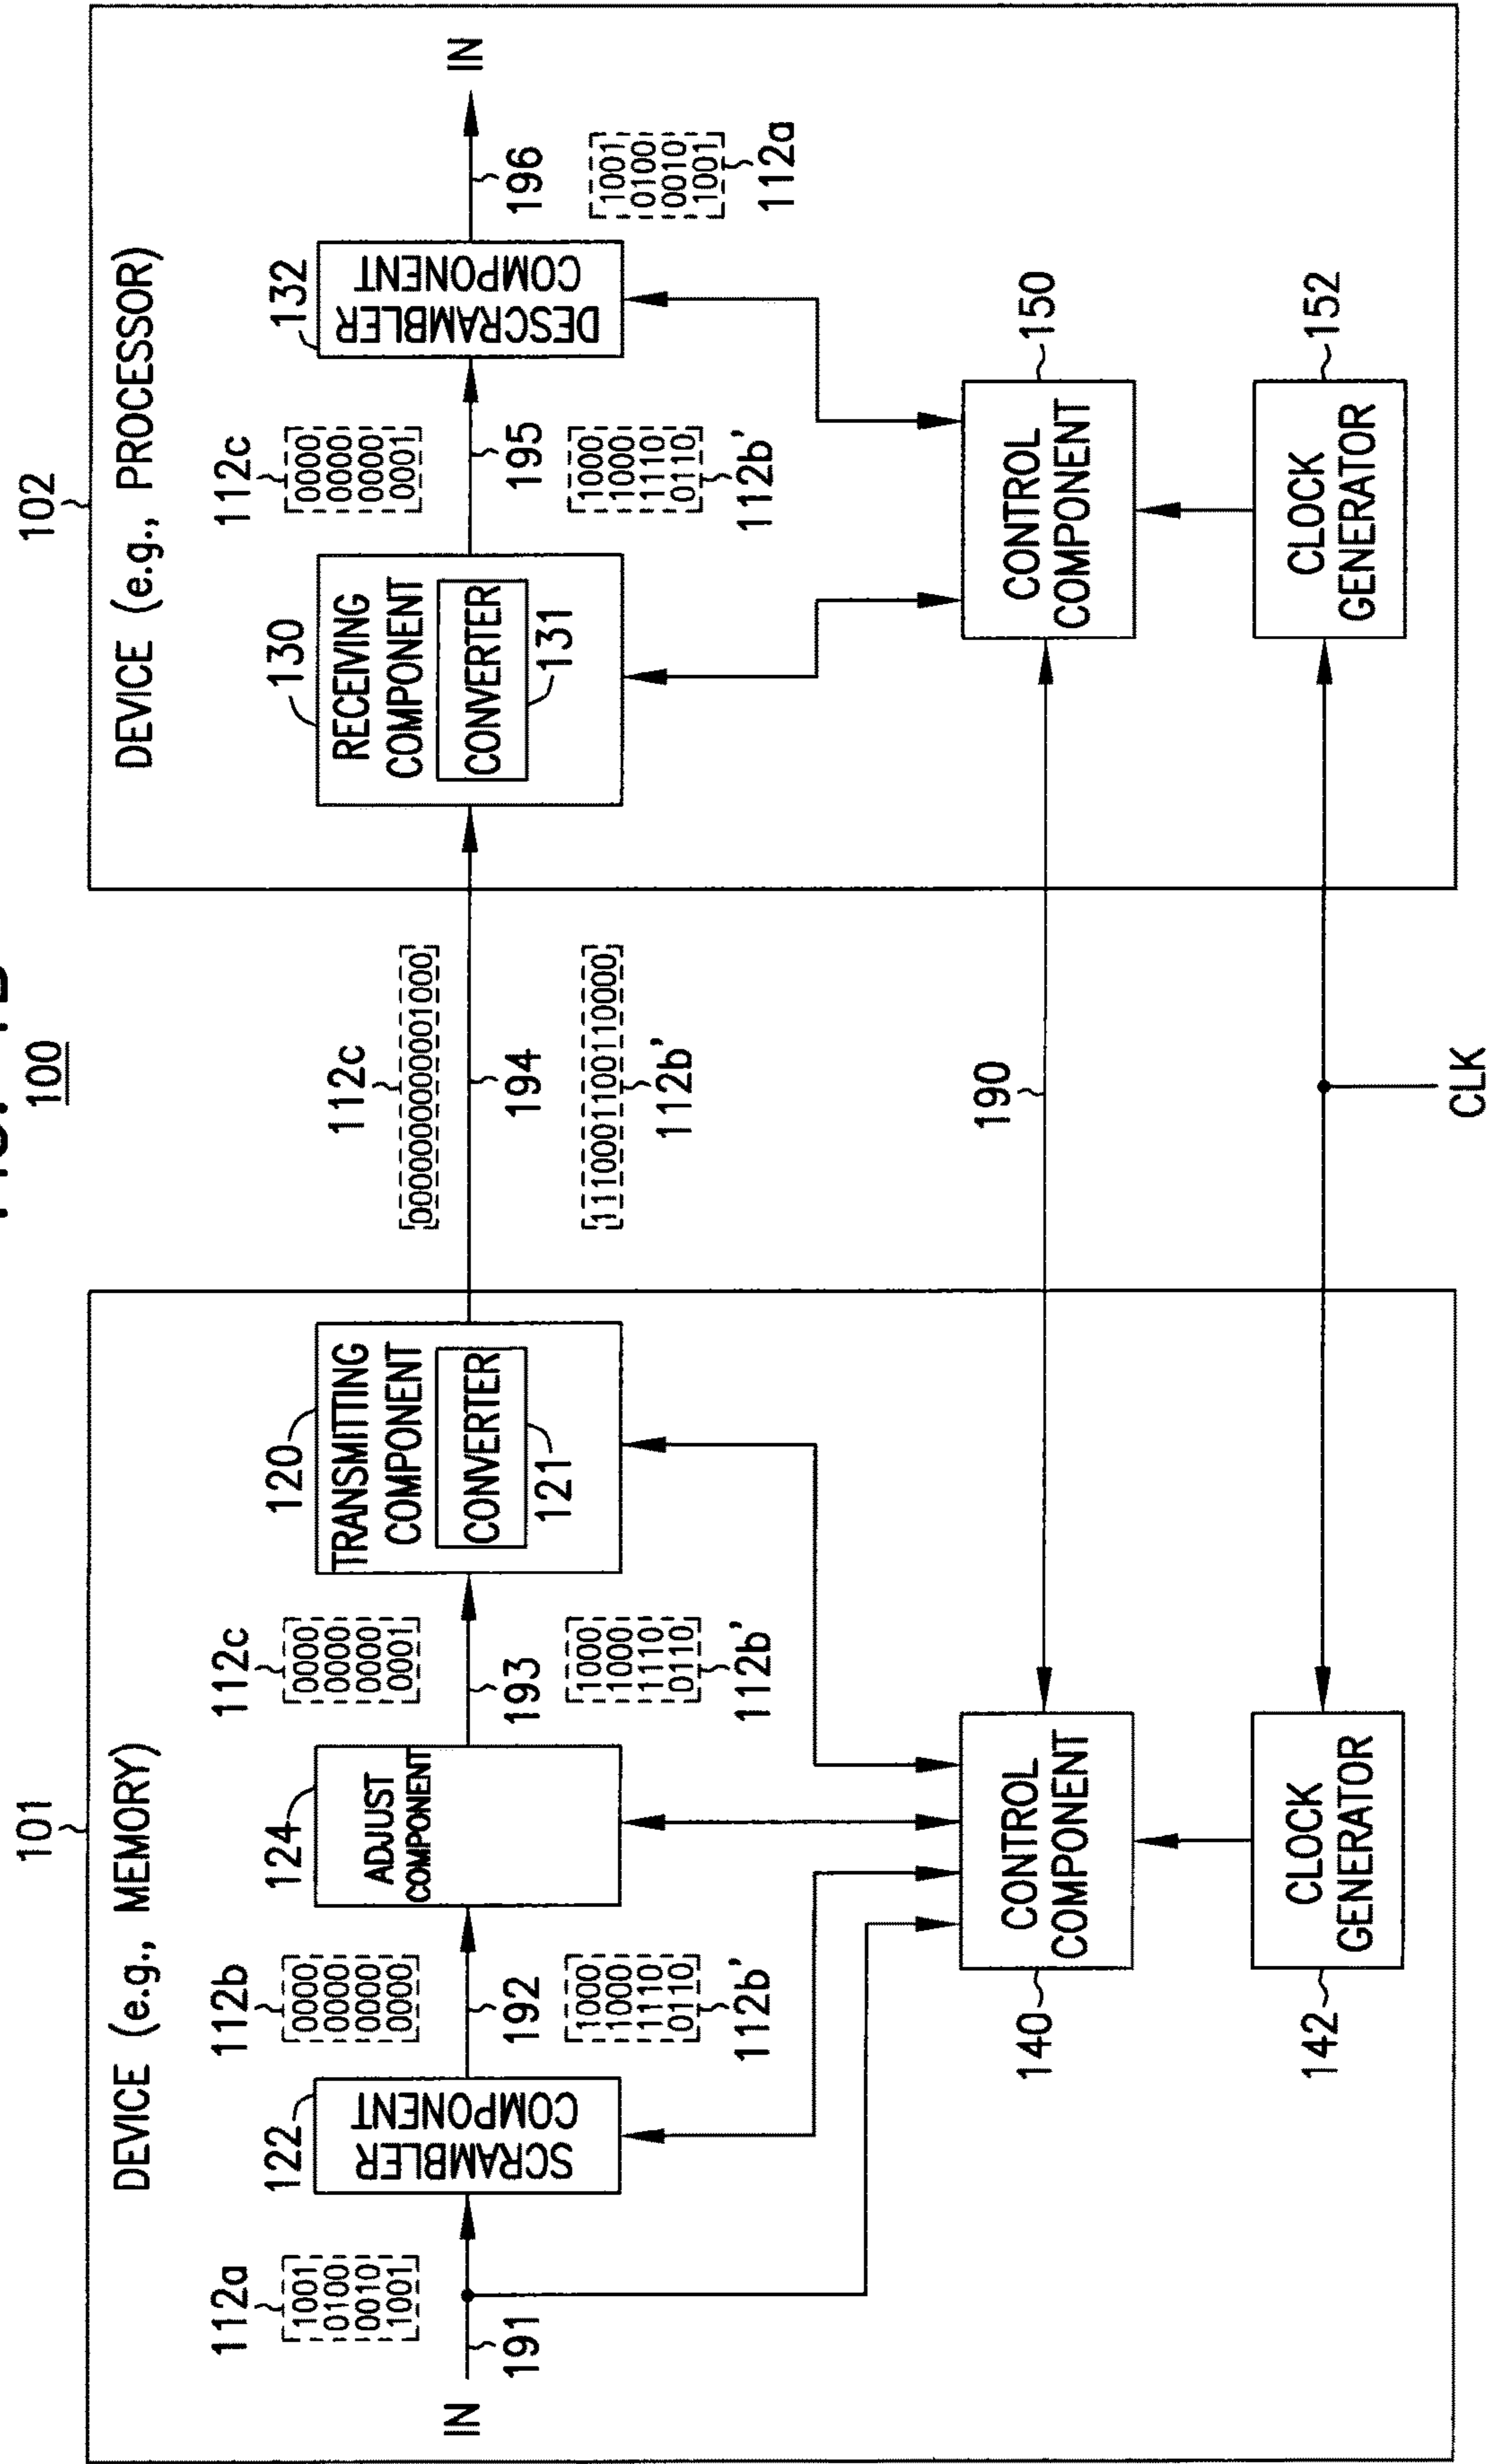 100
101
DEVICE (e.g., MEMORY)
112a
1001
0100
0010
1001
IN
191
122
SCRAMBLER
COMPONENT
112b
0000
0000
0000
0000
192
1000
1000
1110
0110
112b'
124
ADJUST
COMPONENT
112c
0000
0000
0000
0001
193
1000
1000
1110
0110
112b'
120
TRANSMITTING
COMPONENT
CONVERTER
121
140
CONTROL
COMPONENT
142
CLOCK
GENERATOR
112c
0000000000001000
194
1110001100110000
112b'
190
CLK
102
DEVICE (e.g., PROCESSOR)
130
RECEIVING
COMPONENT
CONVERTER
131
112c
0000
0000
0000
0001
195
1000
1000
1110
0110
112b'
132
DESCRAMBLER
COMPONENT
IN
196
1001
0100
0010
1001
112a
CONTROL
COMPONENT
150
CLOCK
GENERATOR
152